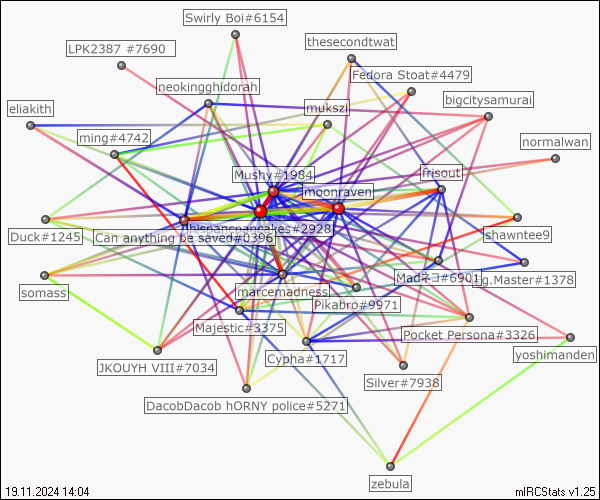 Swirly Boi#6154
thesecondtwat
LPK2387 #7690
Fedora Stoat#4479
neokingghidorah
bigcitysamurai
eliakith
mukszi
ming#4742
normalwan
Mushy#1984
frisout
moonraven
Duck#1245
thispancpancakes#2928
shawntee9
Can anything be saved#0396
somass
Madネコ#6901
g.Master#1378
marcemadness
Pikabro#9971
Majestic#3375
Pocket Persona#3326
JKOUYH VIII#7034
Cypha#1717
yoshimanden
Silver#7938
DacobDacob hORNY police#5271
zebula
19.11.2024 14:04
mIRCStats v1.25